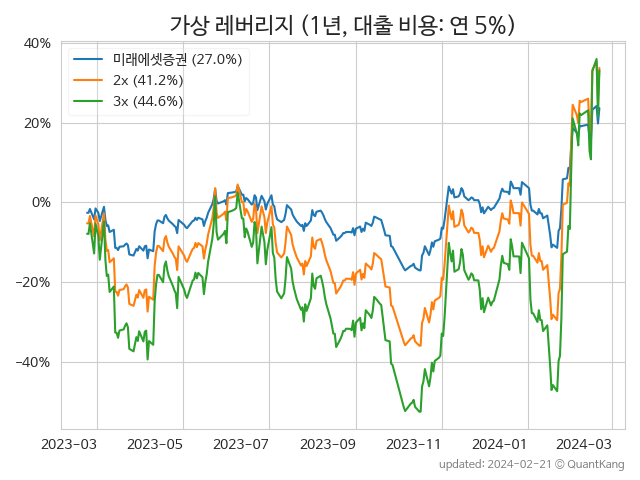 가상 레버리지 (1년, 대출 비용: 연 5%)
40%
20%
0%
−20%
−40%
미래에셋증권 (27.0%)
2x (41.2%)
3x (44.6%)
2023-03 2023-05 2023-07 2023-09 2023-11 2024-01 2024-03
updated: 2024-02-21 © QuantKang